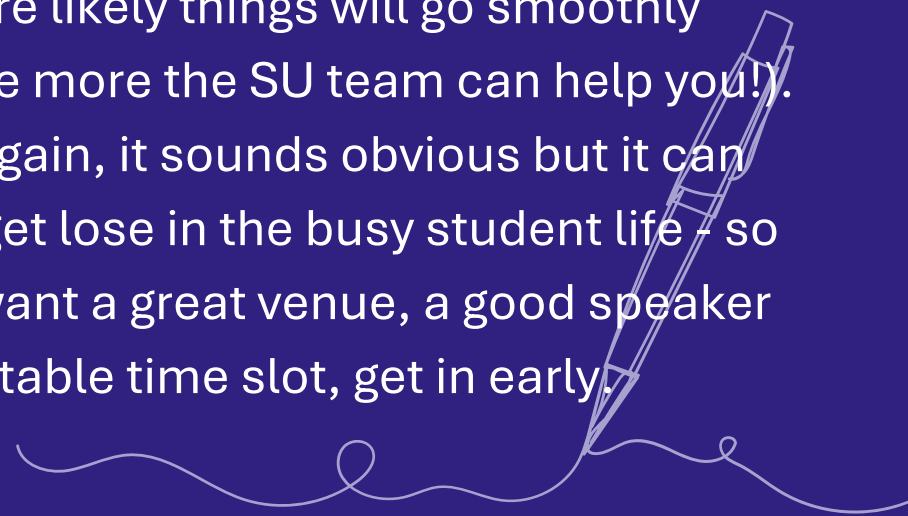 re likely things will go smoothly
e more the SU team can help you!).
gain, it sounds obvious but it can
get lose in the busy student life - so
vant a great venue, a good speaker
table time slot, get in early.